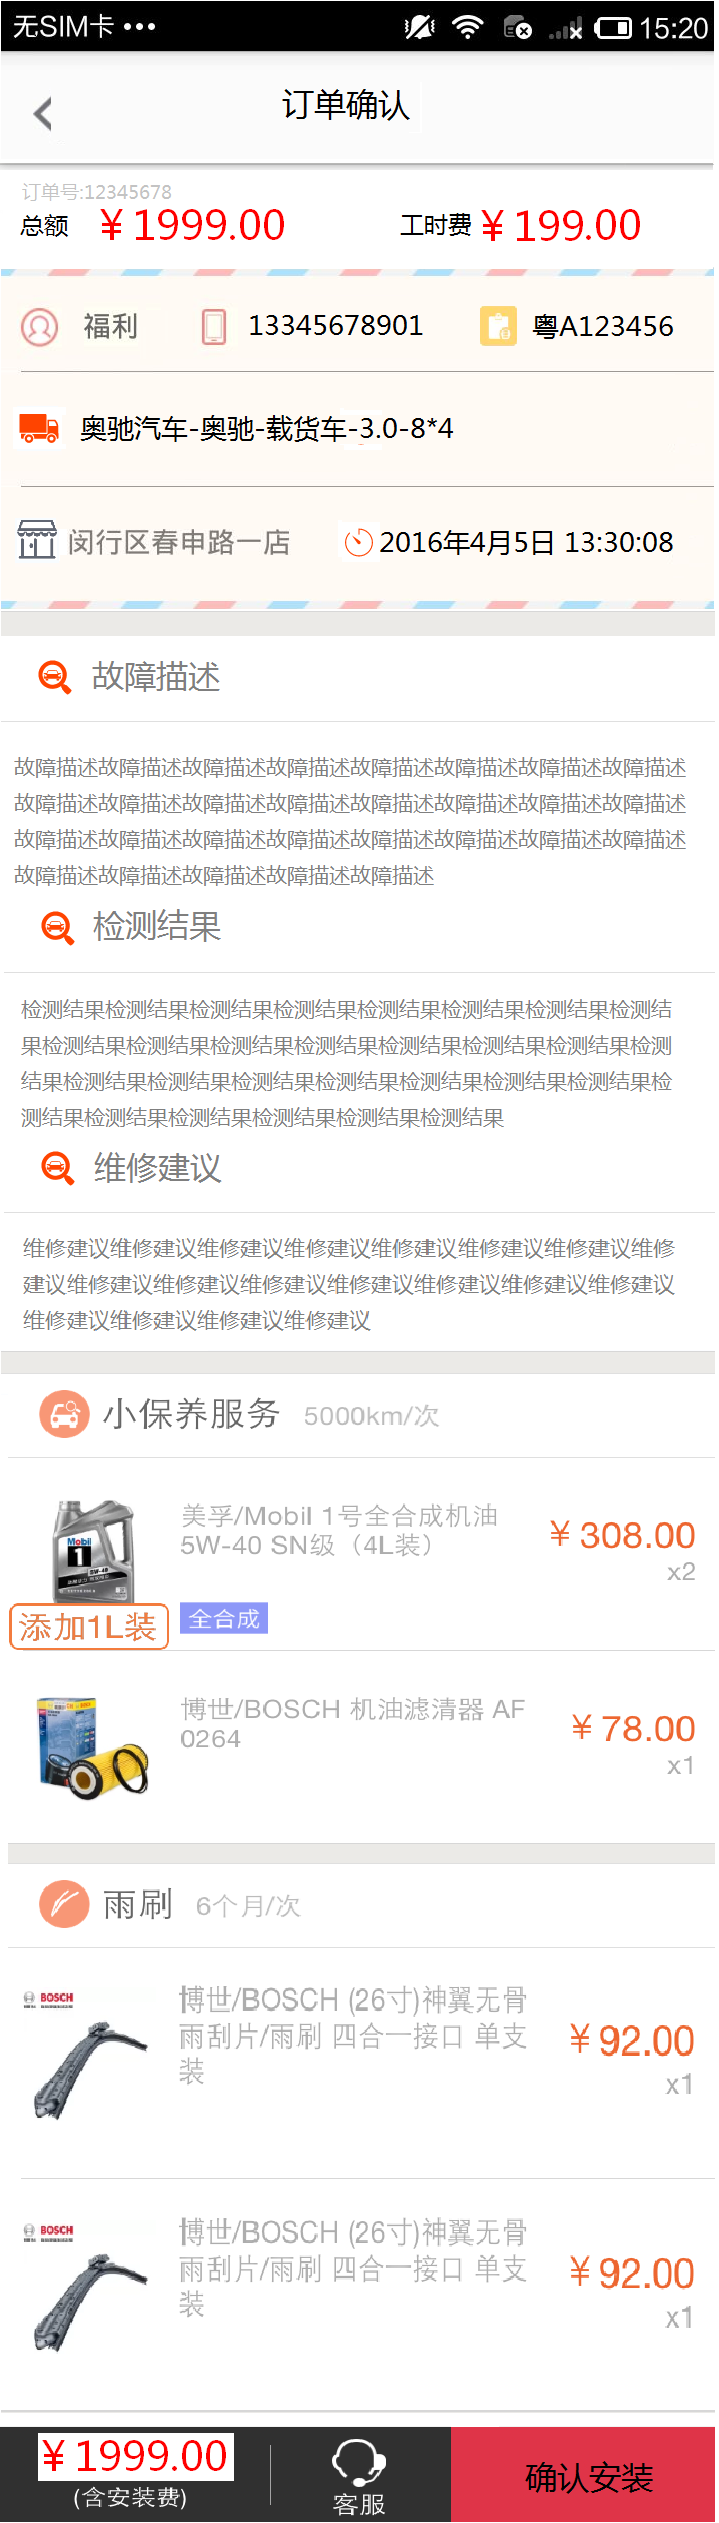 无SIM卡 ••• 15:20
订单确认
订单号:12345678
总额 ¥1999.00 工时费 ¥199.00
福利 13345678901 粤A123456
奥驰汽车-奥驰-载货车-3.0-8*4
闵行区春申路一店 2016年4月5日 13:30:08
故障描述
故障描述故障描述故障描述故障描述故障描述故障描述故障描述故障描述
故障描述故障描述故障描述故障描述故障描述故障描述故障描述故障描述
故障描述故障描述故障描述故障描述故障描述故障描述故障描述故障描述
故障描述故障描述故障描述故障描述故障描述
检测结果
检测结果检测结果检测结果检测结果检测结果检测结果检测结果检测结
果检测结果检测结果检测结果检测结果检测结果检测结果检测结果检测
结果检测结果检测结果检测结果检测结果检测结果检测结果检测结果检
测结果检测结果检测结果检测结果检测结果检测结果
维修建议
维修建议维修建议维修建议维修建议维修建议维修建议维修建议维修
建议维修建议维修建议维修建议维修建议维修建议维修建议维修建议
维修建议维修建议维修建议维修建议
小保养服务 5000km/次
美孚/Mobil 1号全合成机油
5W-40 SN级（4L装）
¥308.00
x2
Mobil
1
5W-40
添加1L装
全合成
博世/BOSCH 机油滤清器 AF
0264
¥78.00
x1
雨刷 6个月/次
BOSCH
博世/BOSCH (26寸)神翼无骨
雨刮片/雨刷 四合一接口 单支
装
¥92.00
x1
BOSCH
博世/BOSCH (26寸)神翼无骨
雨刮片/雨刷 四合一接口 单支
装
¥92.00
x1
¥1999.00
(含安装费)
客服
确认安装